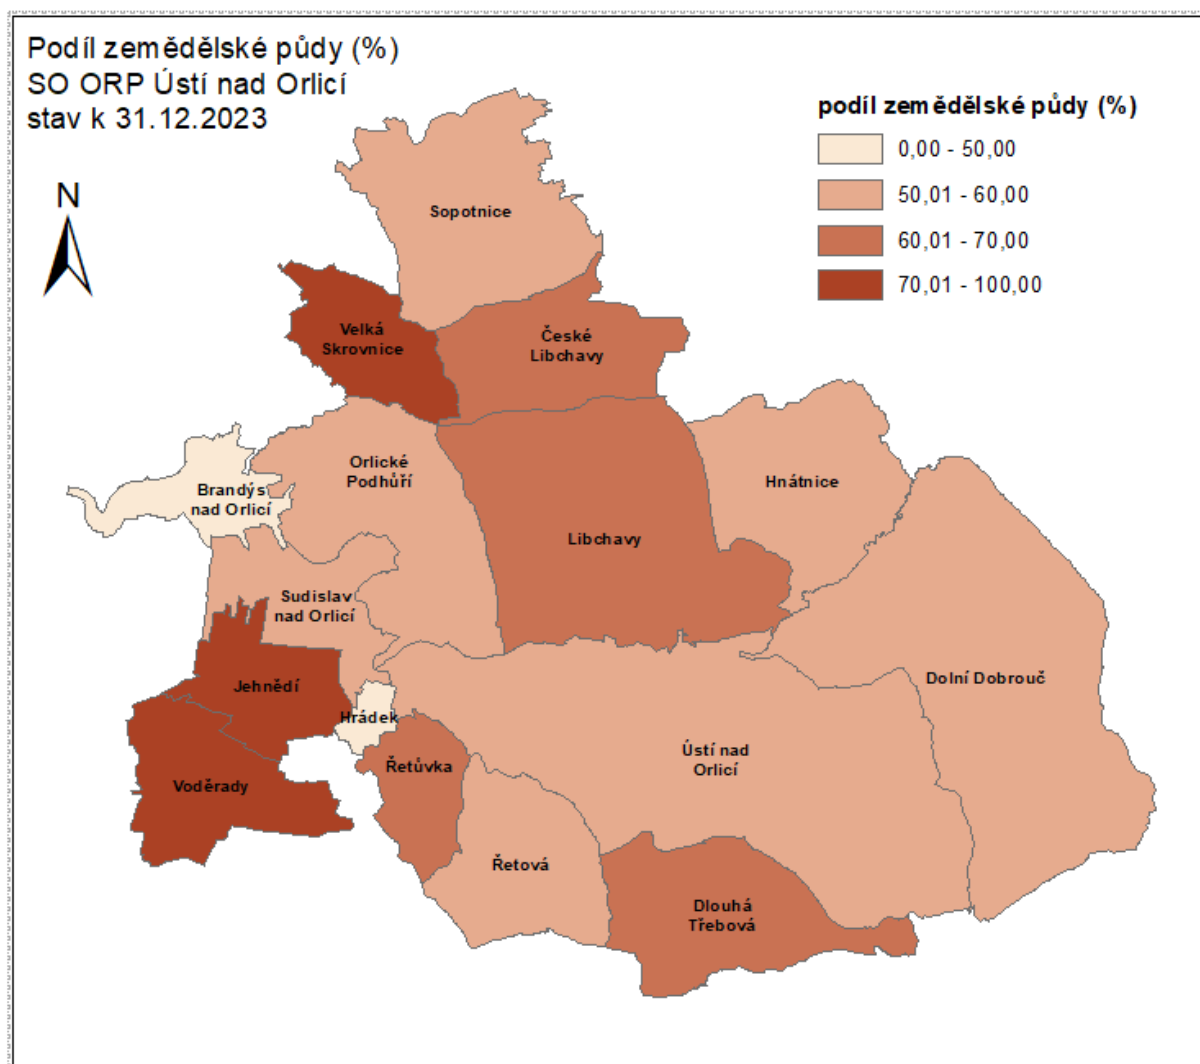 Podíl zemědělské půdy (%)
SO ORP Ústí nad Orlicí
stav k 31.12.2023
N
podíl zemědělské půdy (%)
0,00 - 50,00
50,01 - 60,00
60,01 - 70,00
70,01 - 100,00
Sopotnice
Velká
Skrovnice
České
Libchavy
Orlické
Podhůří
Hnátnice
Brandýs
nad Orlicí
Libchavy
Sudislav
nad Orlicí
Jehnědí
Dolní Dobrouč
Hrádek
Ústí nad
Orlicí
Řetůvka
Voděrady
Řetová
Dlouhá
Třebová